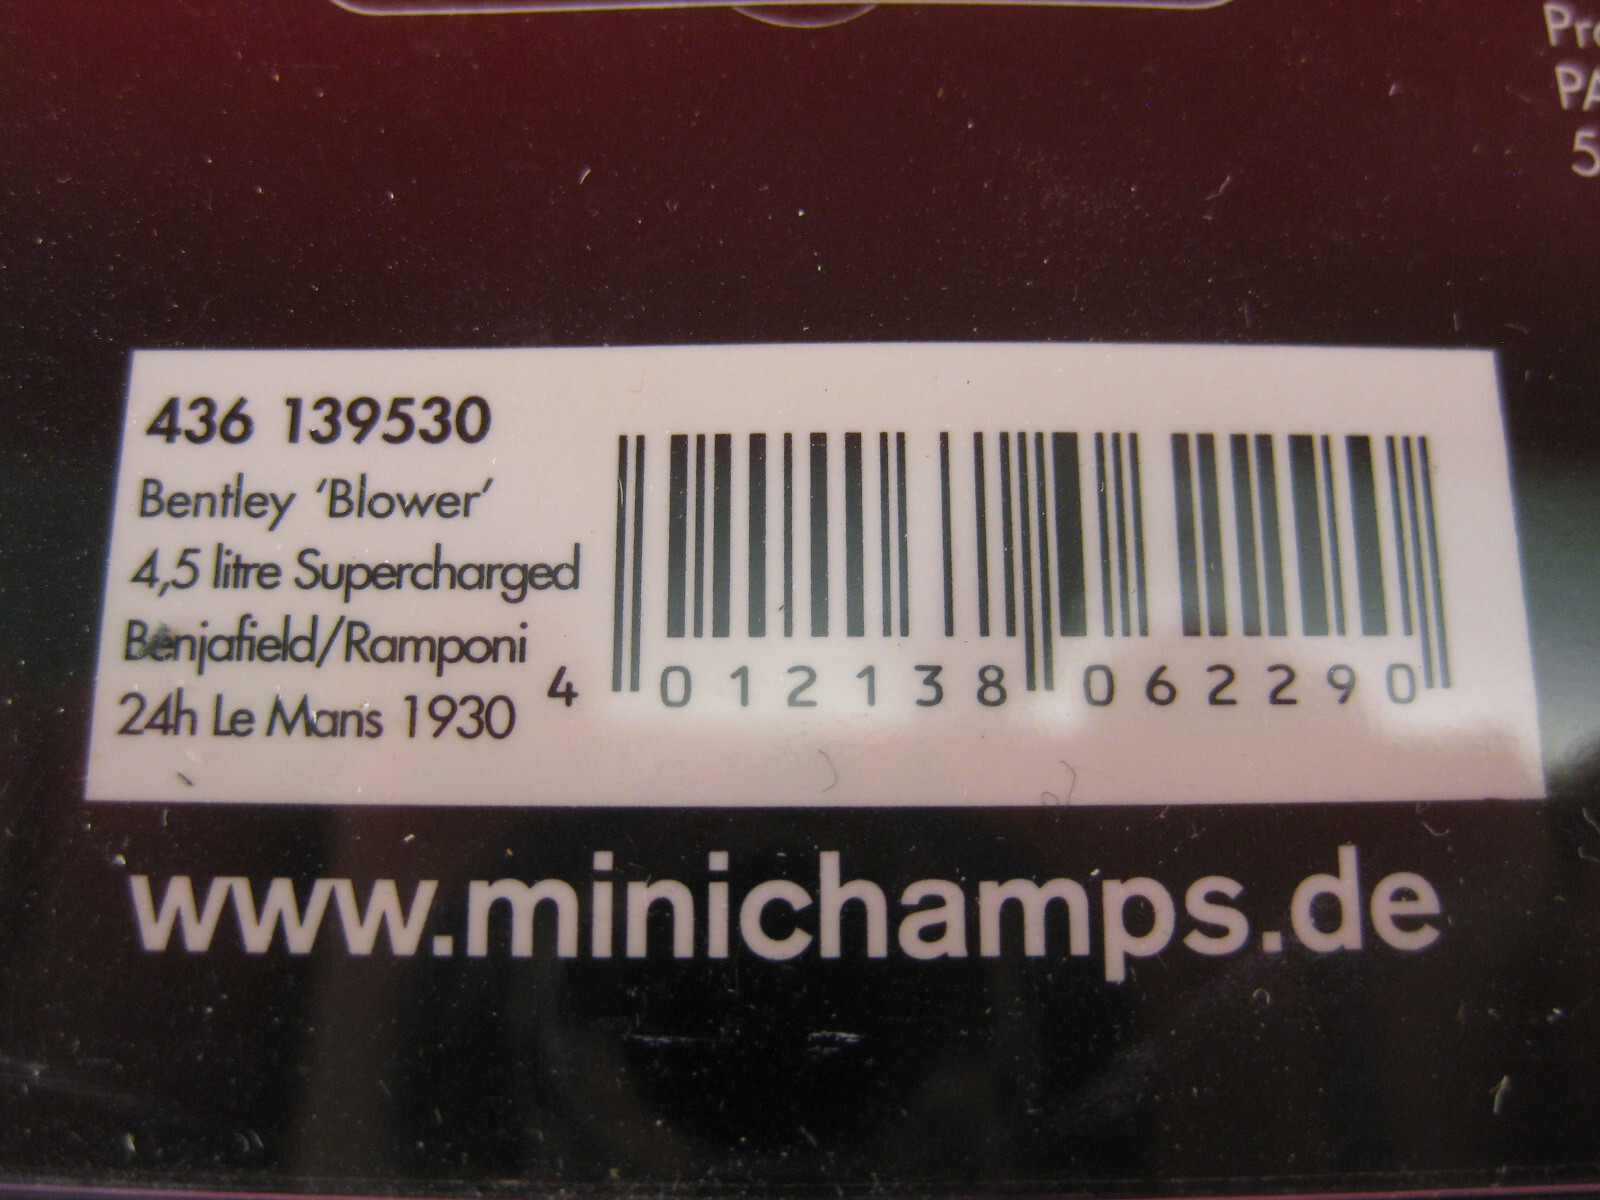 436 139530
Bentley ‘Blower’
4,5 litre Supercharged
Benjafield/Ramponi
24h Le Mans 1930
4 012138 062290
www.minichamps.de